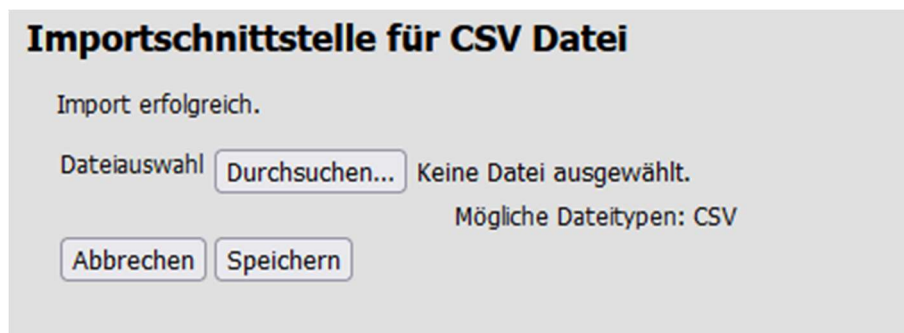 Importschnittstelle für CSV Datei
Import erfolgreich.
Dateiauswahl Durchsuchen... Keine Datei ausgewählt.
Mögliche Dateitypen: CSV
Abbrechen Speichern